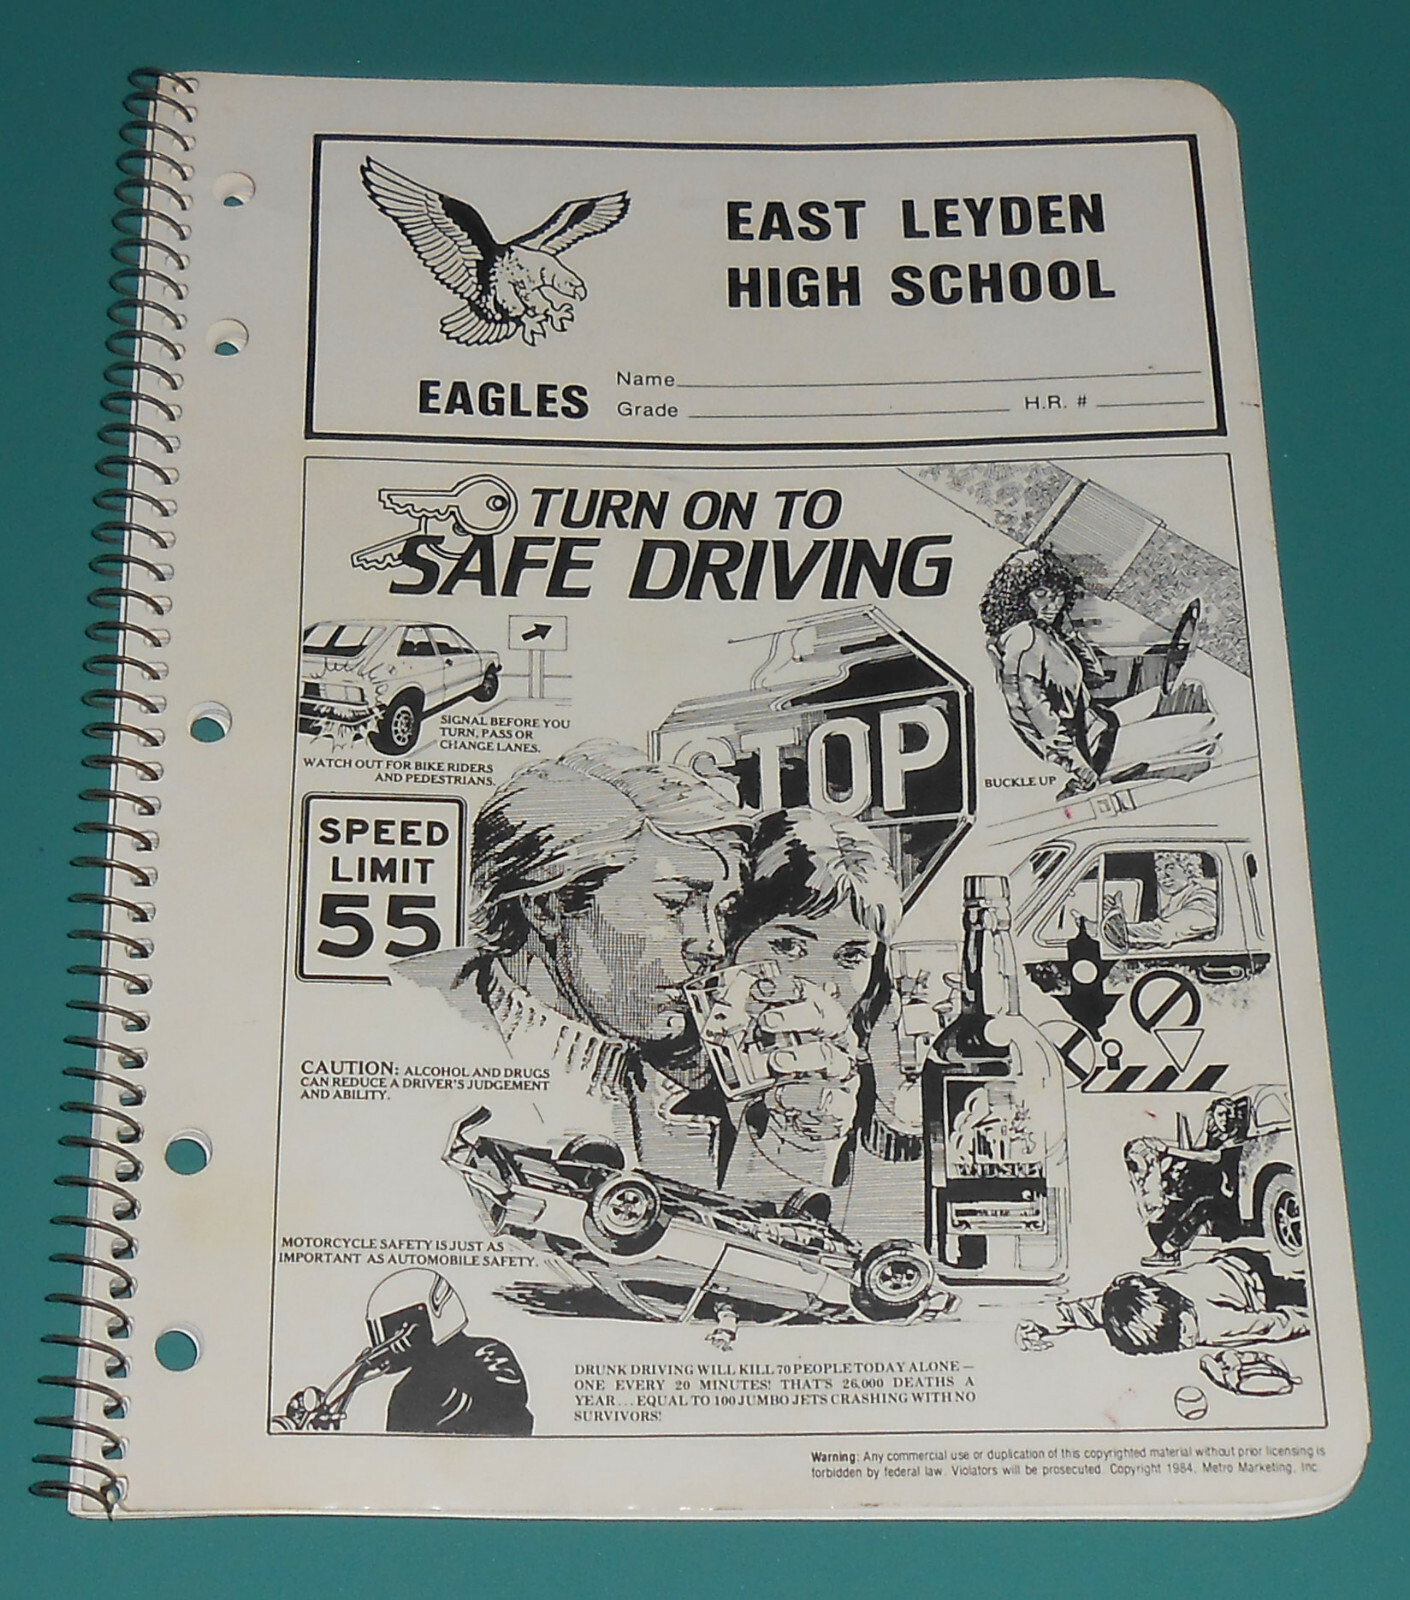 EAST LEYDEN
HIGH SCHOOL
EAGLES
Name
Grade
H.R. #
TURN ON TO
SAFE DRIVING
SIGNAL BEFORE YOU
TURN, PASS OR
CHANGE LANES.
WATCH OUT FOR BIKE RIDERS
AND PEDESTRIANS.
STOP
BUCKLE UP
SPEED
LIMIT
55
CAUTION: ALCOHOL AND DRUGS
CAN REDUCE A DRIVER'S JUDGEMENT
AND ABILITY.
MOTORCYCLE SAFETY IS JUST AS
IMPORTANT AS AUTOMOBILE SAFETY.
DRUNK DRIVING WILL KILL 70 PEOPLE TODAY ALONE —
ONE EVERY 20 MINUTES! THAT'S 26,000 DEATHS A
YEAR... EQUAL TO 100 JUMBO JETS CRASHING WITH NO
SURVIVORS!
Warning: Any commercial use or duplication of this copyrighted material without prior licensing is
forbidden by federal law. Violators will be prosecuted. Copyright 1984, Metro Marketing, Inc.